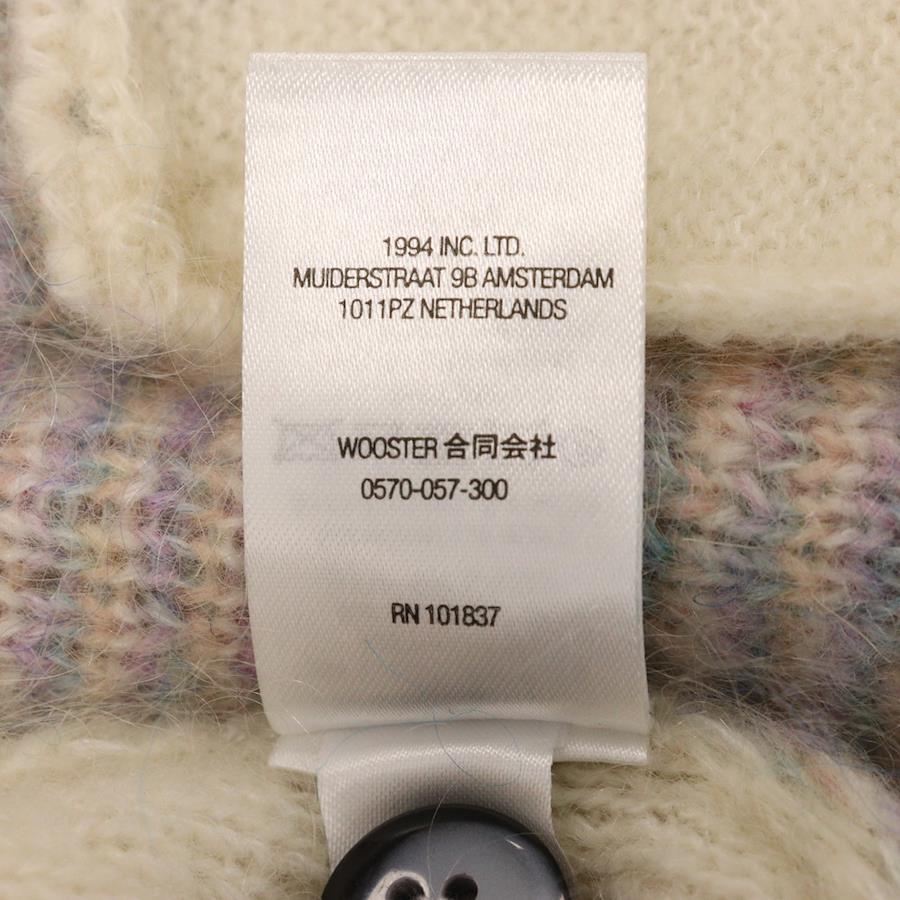 1994 INC. LTD.
MUIDERSTRAAT 9B AMSTERDAM
1011PZ NETHERLANDS
WOOSTER 合同会社
0570-057-300
RN 101837